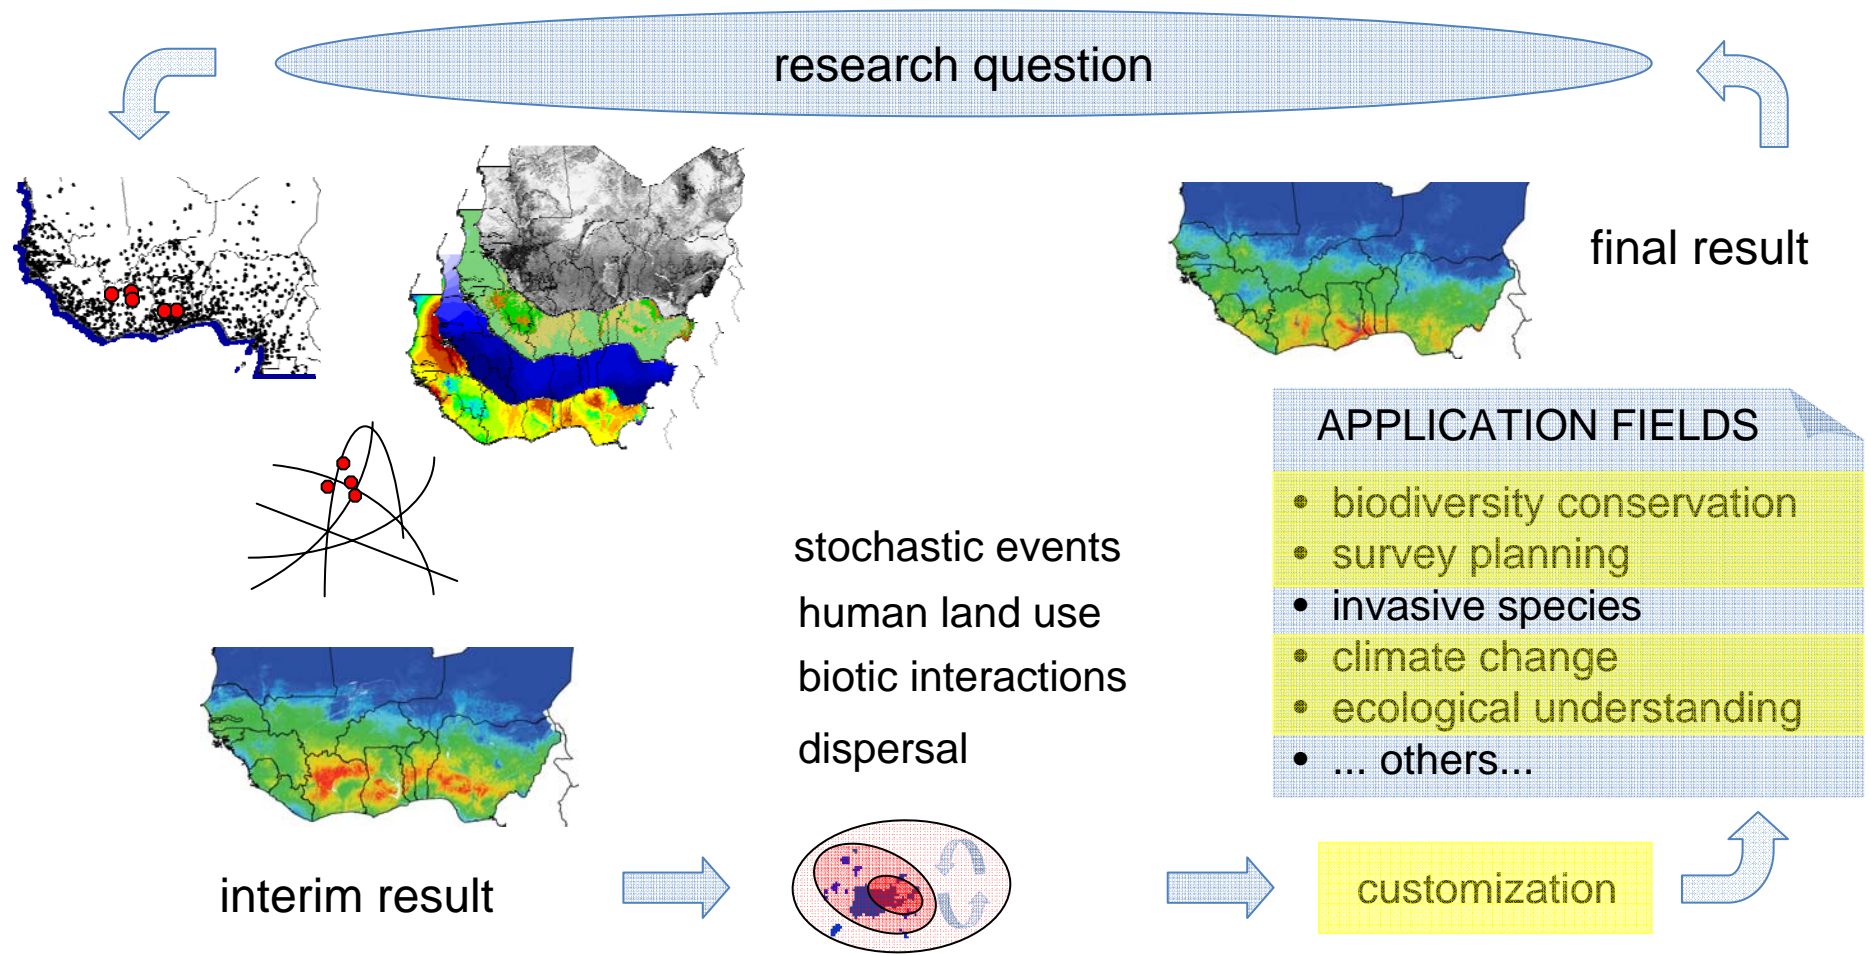 research question
final result
APPLICATION FIELDS
• biodiversity conservation
• survey planning
• invasive species
• climate change
• ecological understanding
• ... others...
stochastic events
human land use
biotic interactions
dispersal
interim result
customization